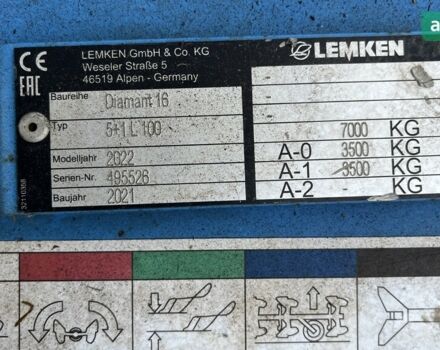 LEMKEN GmbH & Co. KG
Weseler Straße 5
46519 Alpen - Germany
CE
EAC
LEMKEN
Baureihe Diamant 16
Typ 5+1 L 100
Modelljahr 2022
Serien-Nr. 495526
Baujahr 2021
7000 KG
A-0 3500 KG
A-1 3500 KG
A-2 - KG
32110358
a